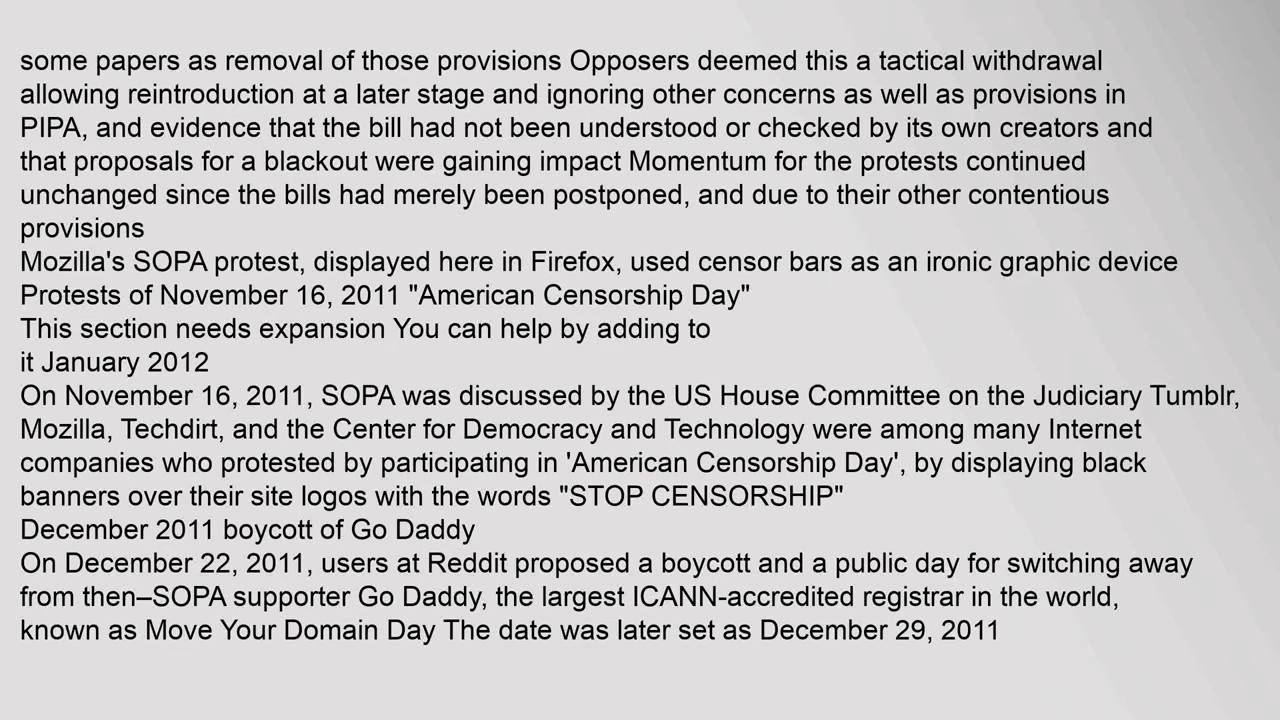 some papers as removal of those provisions Opposers deemed this a tactical withdrawal
allowing reintroduction at a later stage and ignoring other concerns as well as provisions in
PIPA, and evidence that the bill had not been understood or checked by its own creators and
that proposals for a blackout were gaining impact Momentum for the protests continued
unchanged since the bills had merely been postponed, and due to their other contentious
provisions
Mozilla's SOPA protest, displayed here in Firefox, used censor bars as an ironic graphic device
Protests of November 16, 2011 "American Censorship Day"
This section needs expansion You can help by adding to
it January 2012
On November 16, 2011, SOPA was discussed by the US House Committee on the Judiciary Tumblr,
Mozilla, Techdirt, and the Center for Democracy and Technology were among many Internet
companies who protested by participating in 'American Censorship Day', by displaying black
banners over their site logos with the words "STOP CENSORSHIP"
December 2011 boycott of Go Daddy
On December 22, 2011, users at Reddit proposed a boycott and a public day for switching away
from then–SOPA supporter Go Daddy, the largest ICANN-accredited registrar in the world,
known as Move Your Domain Day The date was later set as December 29, 2011